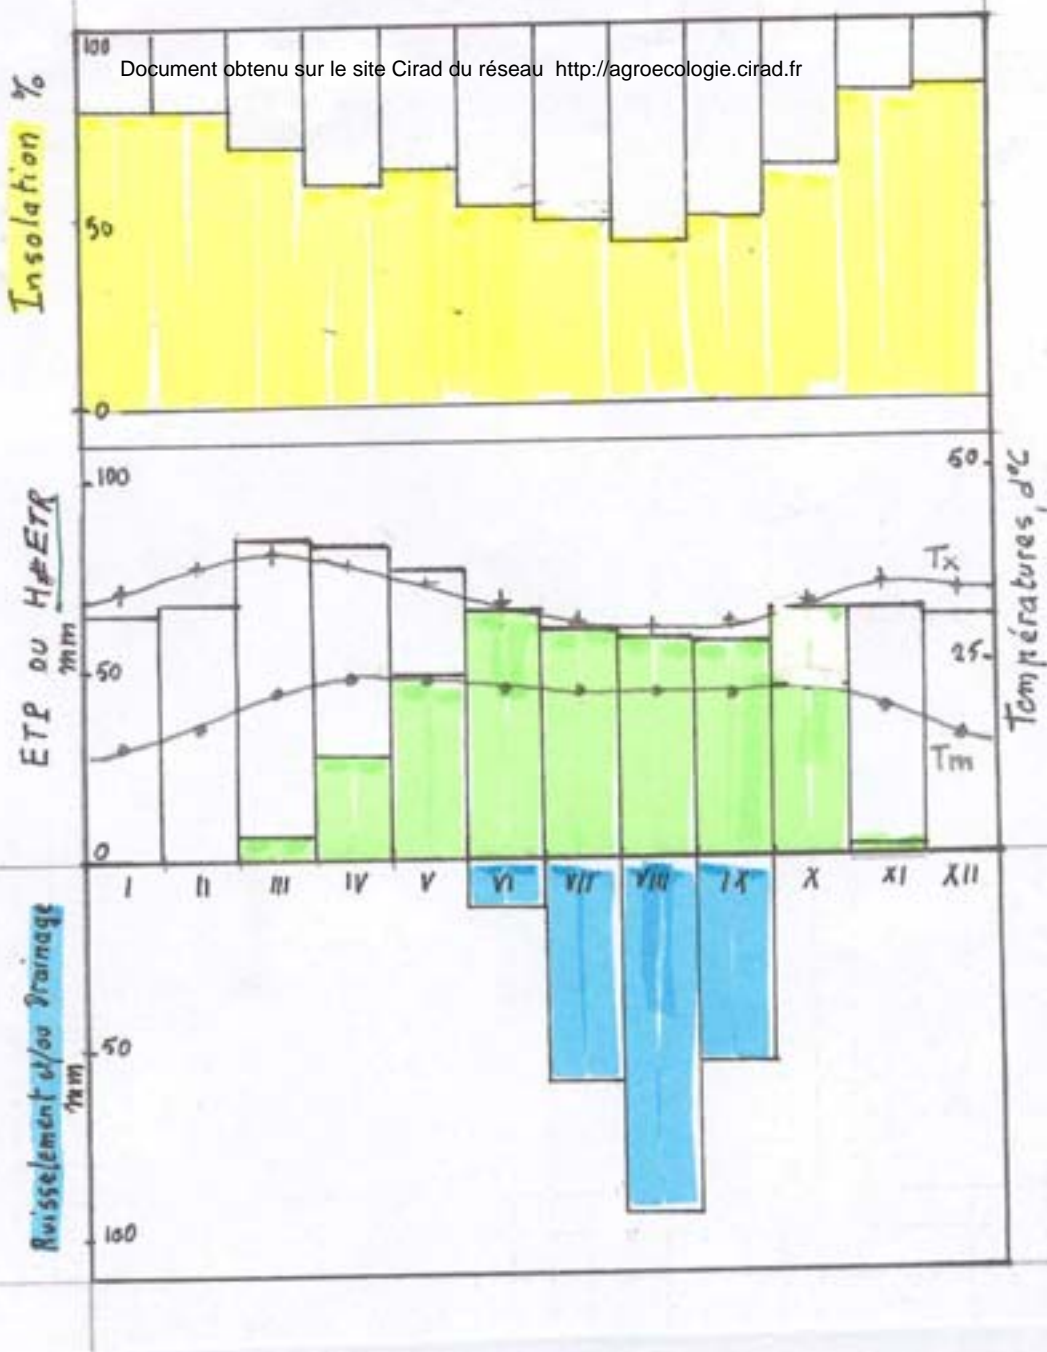 100
Document obtenu sur le site Cirad du réseau http://agroecologie.cirad.fr
Insolation %
50
0
100
50
ETP ou H≠ETR
mm
Températures, d°C
Tx
50
25
Tm
0
I II III IV V VI VII VIII IX X XI XII
Ruisselement et/ou Drainage
mm
50
100